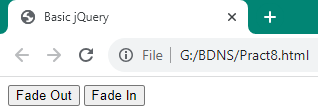 Basic jQuery
File G:/BDNS/Pract8.html
Fade Out Fade In